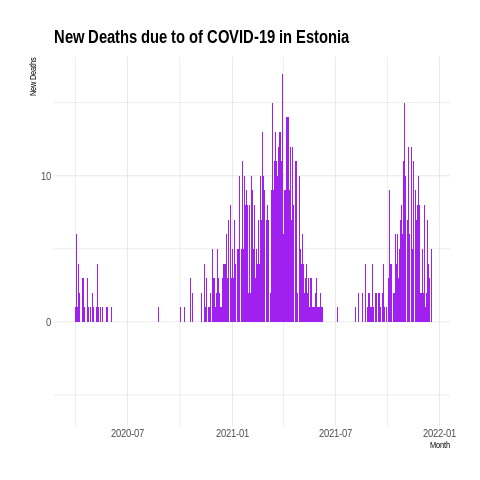 New Deaths due to of COVID-19 in Estonia
New Deaths
10
0
2020-07
2021-01
2021-07
2022-01
Month